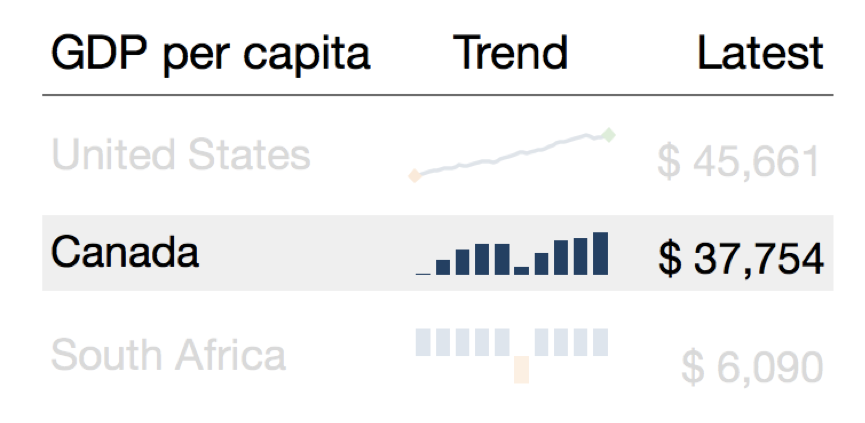 GDP per capita Trend Latest
United States $ 45,661
Canada $ 37,754
South Africa $ 6,090